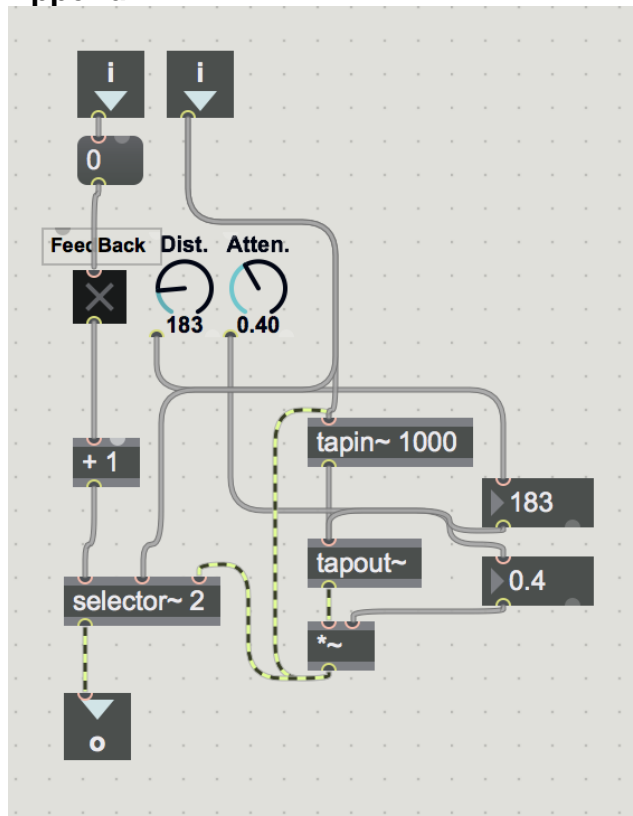 i
i
0
FeedBack
Dist.
Atten.
183
0.40
+ 1
tapin~ 1000
183
tapout~
0.4
selector~ 2
*~
o